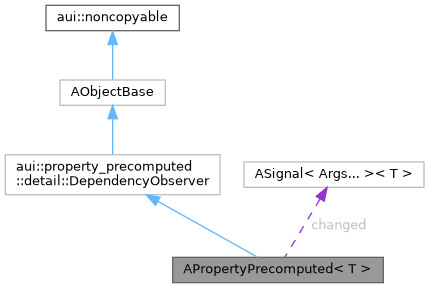 aui::noncopyable
AObjectBase
aui::property_precomputed
::detail::DependencyObserver
ASignal< Args... >< T >
changed
APropertyPrecomputed< T >